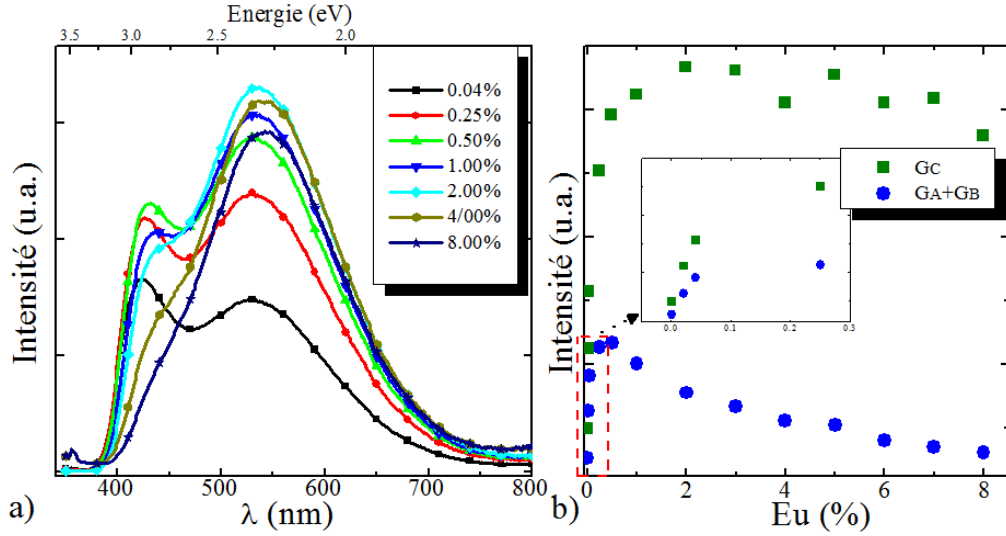 Energie (eV)
3.5 3.0 2.5 2.0
0.04%
0.25%
0.50%
1.00%
2.00%
4/00%
8.00%
Intensité (u.a.)
400 500 600 700 800
λ (nm)
a)
GC
GA+GB
Intensité (u.a.)
0.0 0.1 0.2 0.3
0 2 4 6 8
Eu (%)
b)